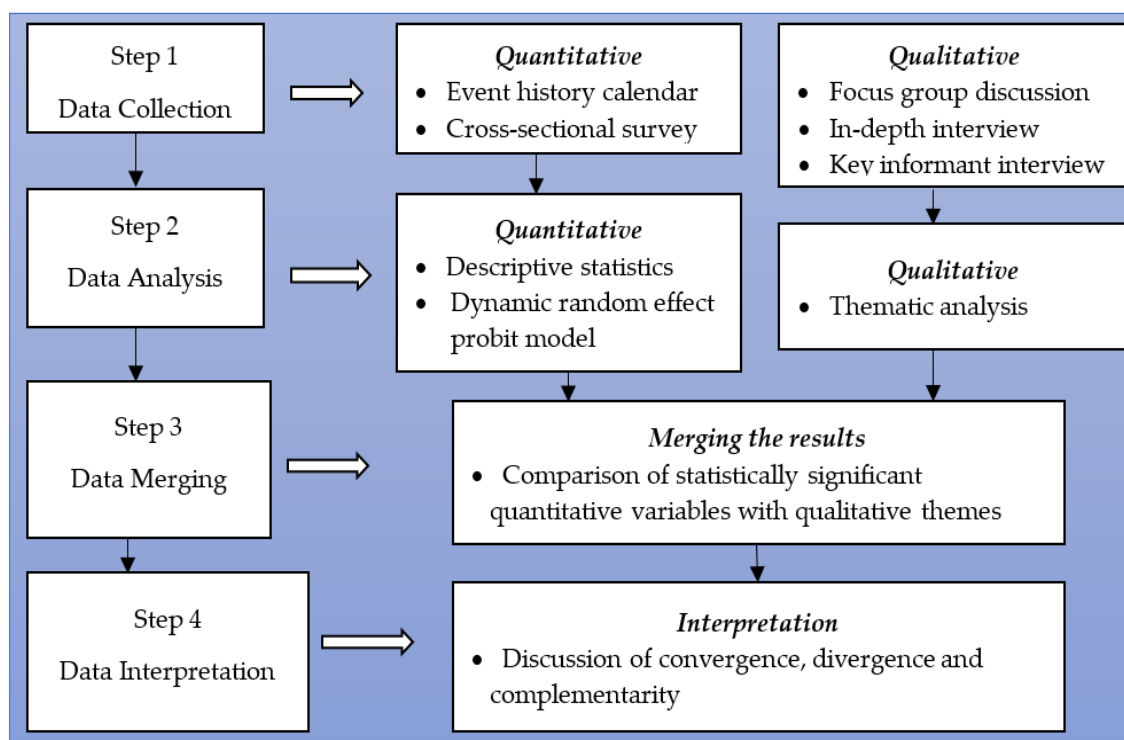 Step 1
Data Collection
Quantitative
• Event history calendar
• Cross-sectional survey
Qualitative
• Focus group discussion
• In-depth interview
• Key informant interview
Step 2
Data Analysis
Quantitative
• Descriptive statistics
• Dynamic random effect
probit model
Qualitative
• Thematic analysis
Step 3
Data Merging
Merging the results
• Comparison of statistically significant
quantitative variables with qualitative themes
Step 4
Data Interpretation
Interpretation
• Discussion of convergence, divergence and
complementarity